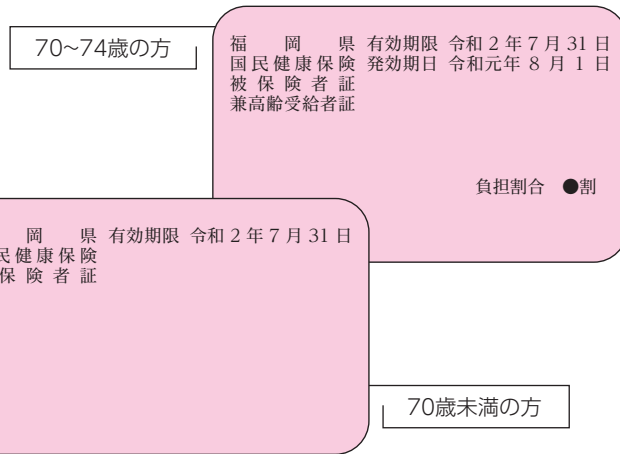 70~74歳の方
福岡県 有効期限 令和2年7月31日
国民健康保険 発効期日 令和元年8月1日
被保険者証
兼高齢受給者証
負担割合 ●割
岡県 有効期限 令和2年7月31日
民健康保険
保険者証
70歳未満の方